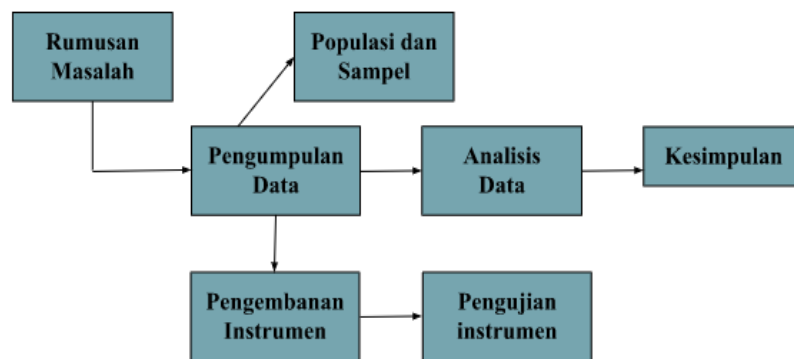 Rumusan
Masalah
Populasi dan
Sampel
Pengumpulan
Data
Analisis
Data
Kesimpulan
Pengembanan
Instrumen
Pengujian
instrumen